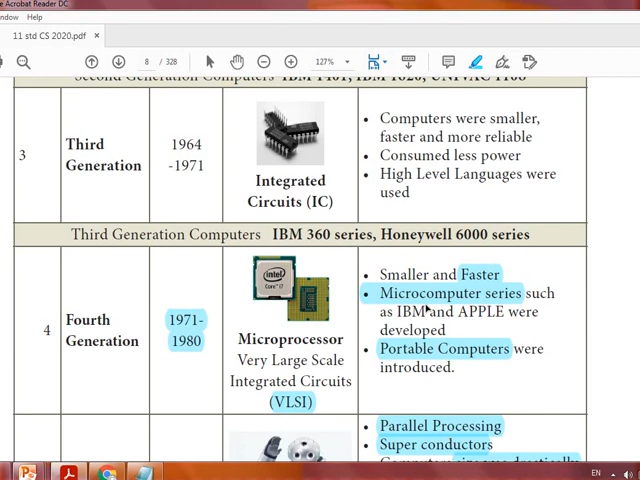 e Acrobat Reader DC
ndow Help
11 std CS 2020.pdf ×
8 / 328
127%
Second Generation Computers IBM 1401, IBM 1620, UNIVAC 1108
3
Third
Generation
1964
-1971
Integrated
Circuits (IC)
• Computers were smaller,
faster and more reliable
• Consumed less power
• High Level Languages were
used
Third Generation Computers IBM 360 series, Honeywell 6000 series
4
Fourth
Generation
1971-
1980
intel
Core i7
Microprocessor
Very Large Scale
Integrated Circuits
(VLSI)
• Smaller and Faster
• Microcomputer series such
as IBM and APPLE were
developed
• Portable Computers were
introduced.
• Parallel Processing
• Super conductors
EN